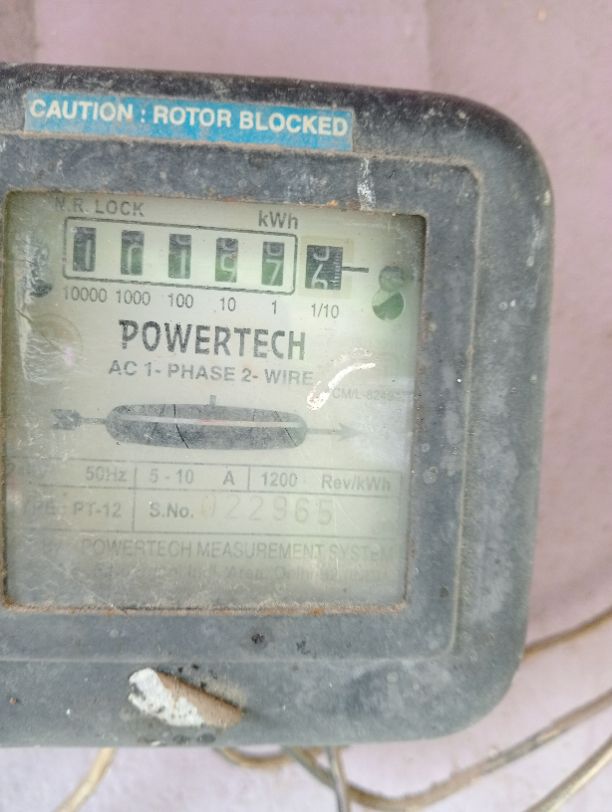 CAUTION : ROTOR BLOCKED
N.R. LOCK
kWh
10000 1000 100 10 1 1/10
POWERTECH
AC 1- PHASE 2- WIRE
50Hz 5 - 10 A 1200 Rev/kWh
PT-12 S.No. 022965
POWERTECH MEASUREMENT SYSTEM